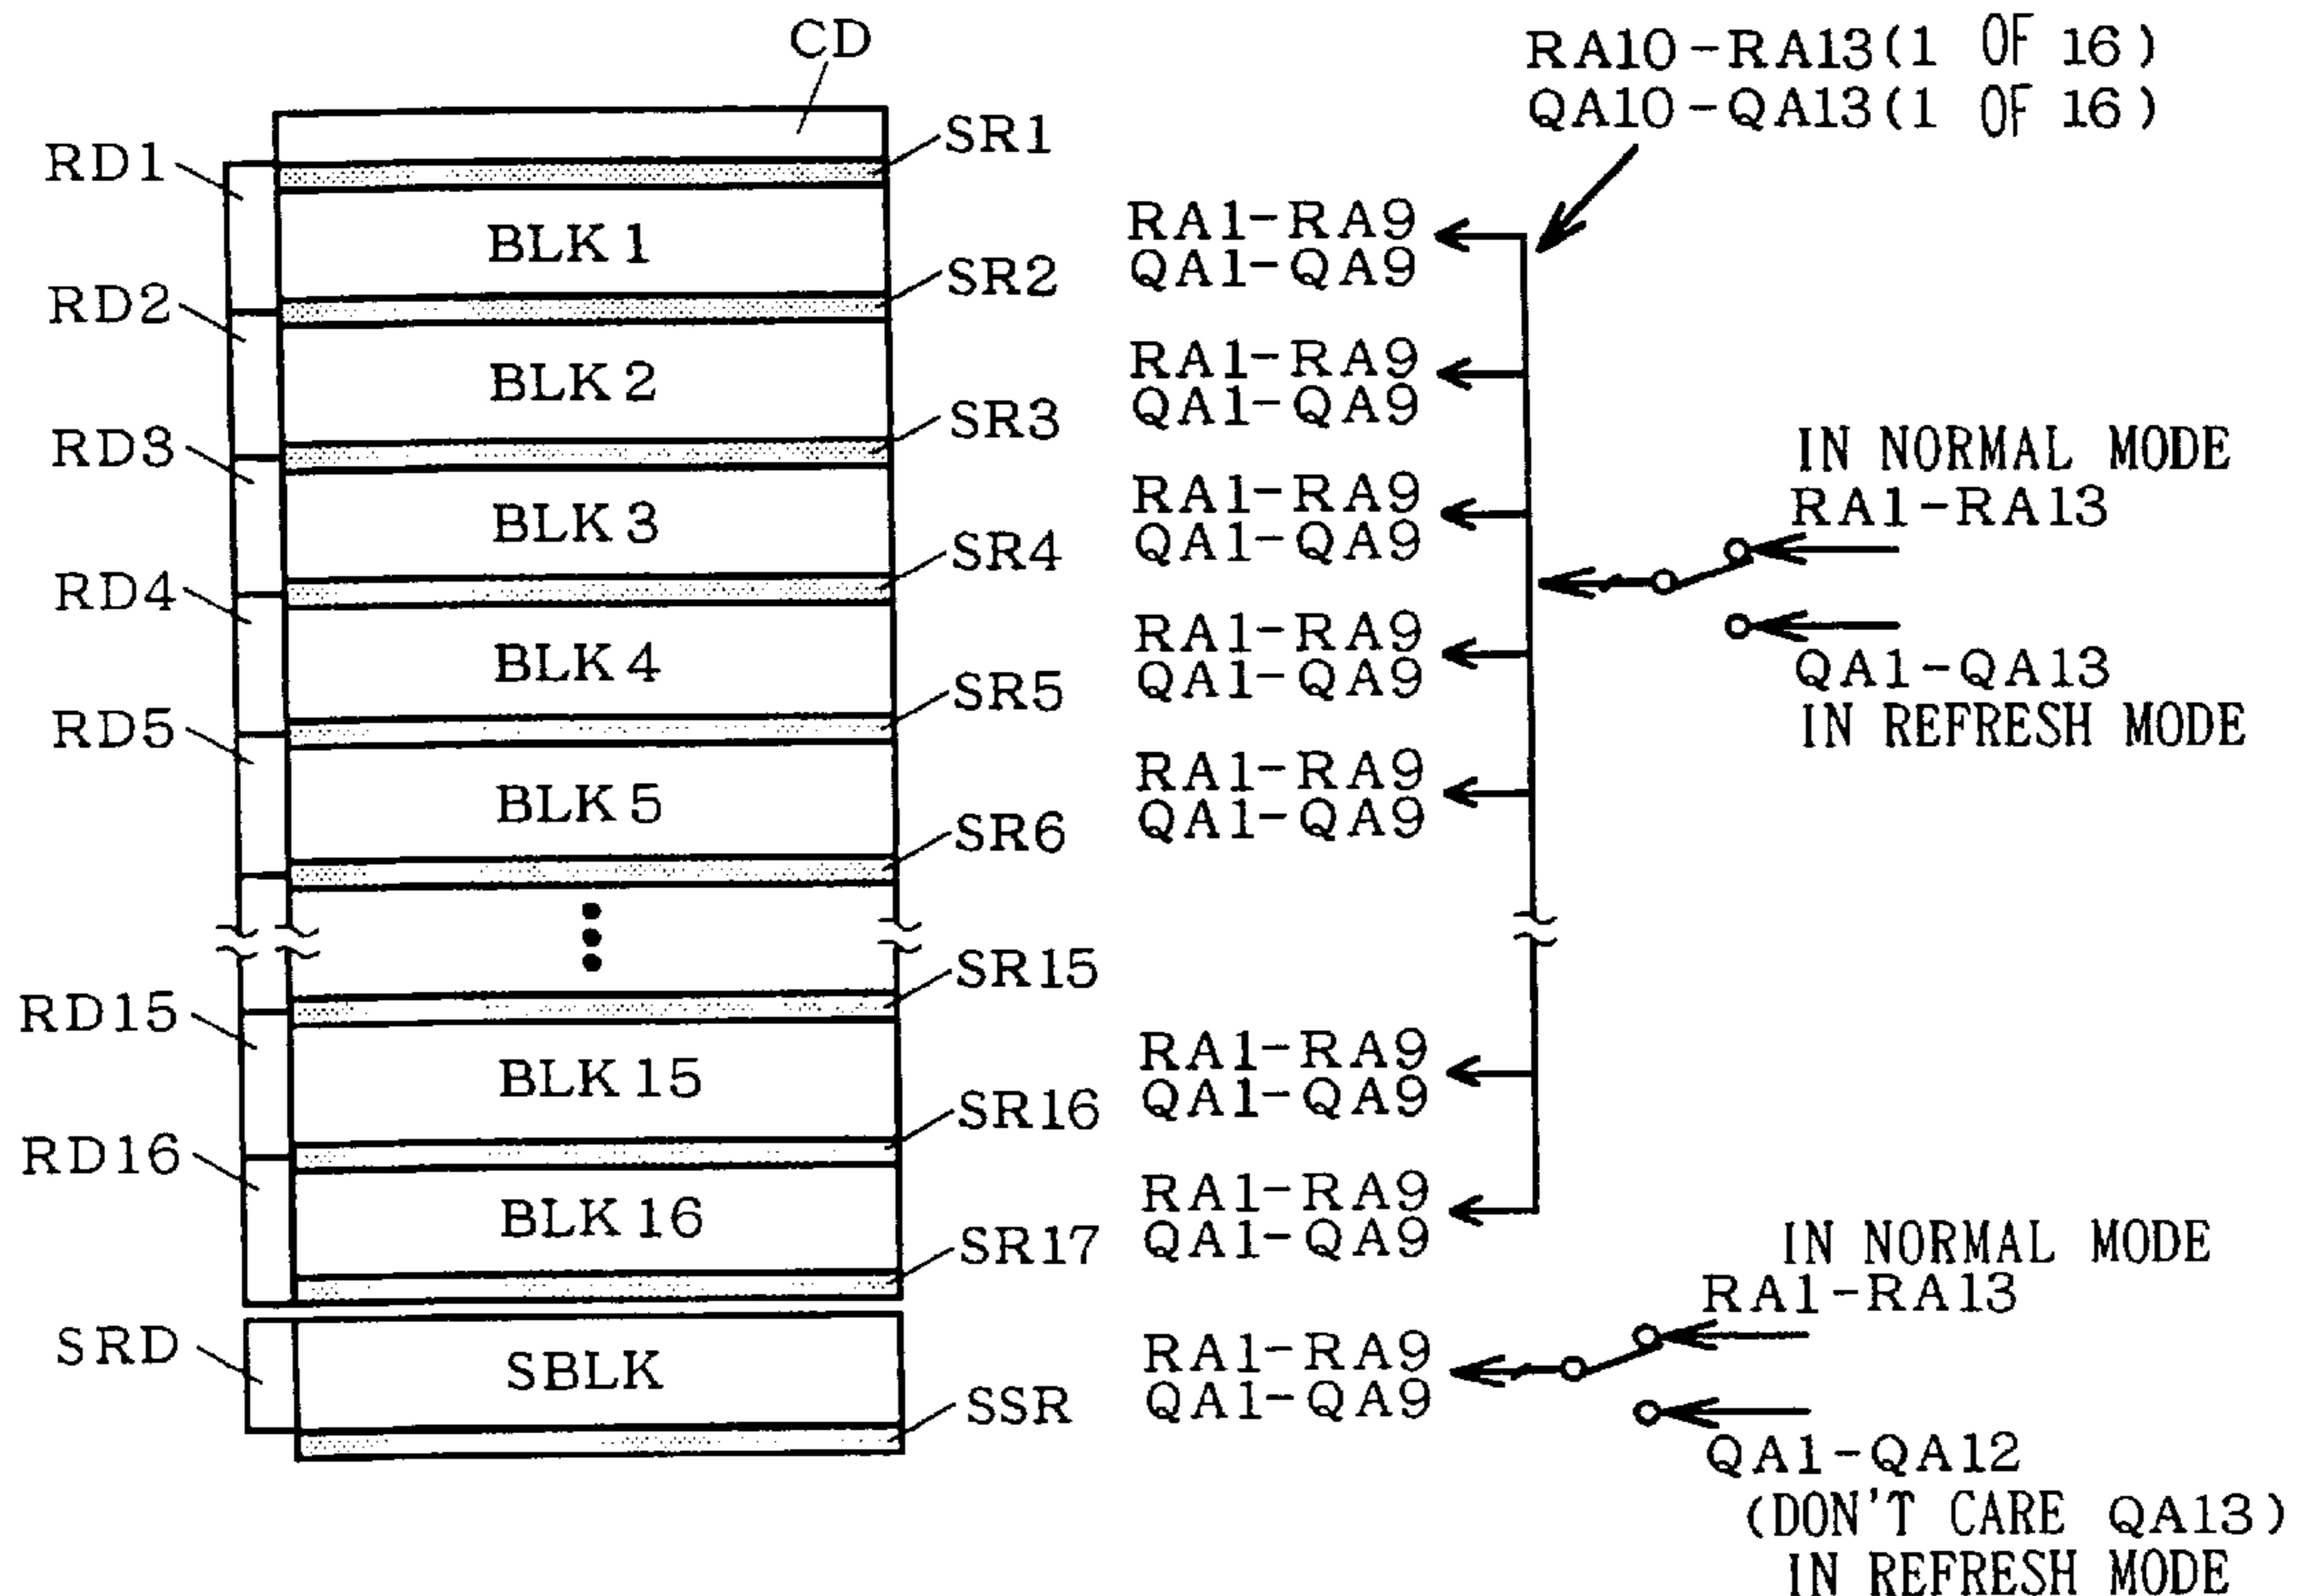 CD
RA10-RA13(1 OF 16)
QA10-QA13(1 OF 16)
SR1
RD1
RA1-RA9
QA1-QA9
BLK 1
SR2
RD2
RA1-RA9
QA1-QA9
BLK 2
SR3
RD3
IN NORMAL MODE
RA1-RA13
RA1-RA9
QA1-QA9
BLK 3
SR4
RD4
RA1-RA9
QA1-QA9
BLK 4
QA1-QA13
IN REFRESH MODE
SR5
RD5
RA1-RA9
QA1-QA9
BLK 5
SR6
SR15
RD15
RA1-RA9
QA1-QA9
BLK 15
SR16
RD16
RA1-RA9
QA1-QA9
BLK 16
SR17
IN NORMAL MODE
RA1-RA13
SRD
RA1-RA9
QA1-QA9
SBLK
SSR
QA1-QA12
(DON'T CARE QA13)
IN REFRESH MODE